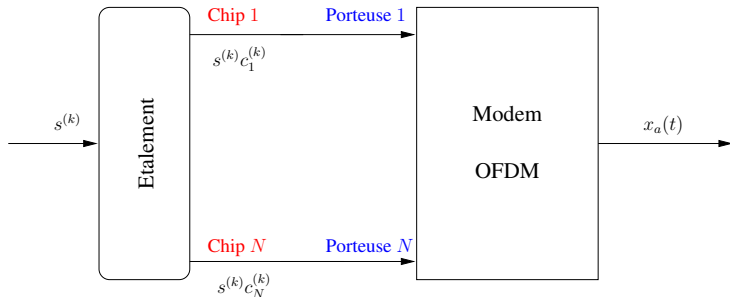 Chip 1 Porteuse 1
$s^{(k)}c_1^{(k)}$
$s^{(k)}$
Etalement
Modem
OFDM
$x_a(t)$
Chip $N$ Porteuse $N$
$s^{(k)}c_N^{(k)}$